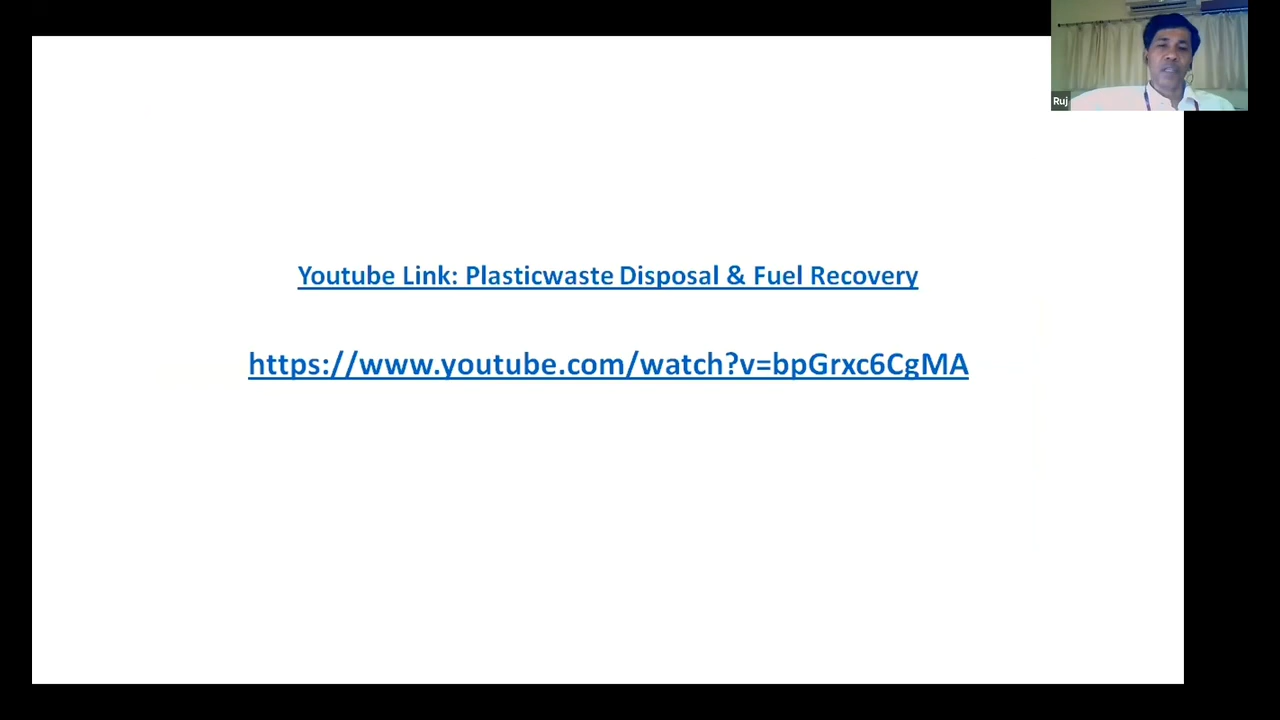 Ruj
Youtube Link: Plasticwaste Disposal & Fuel Recovery
https://www.youtube.com/watch?v=bpGrxc6CgMA